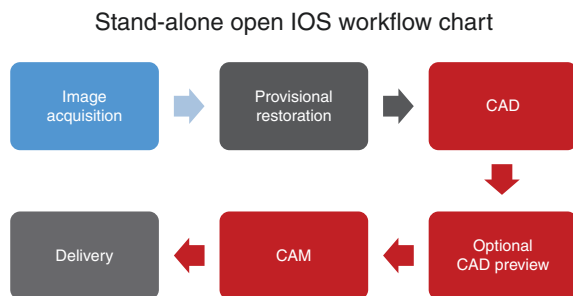 Stand-alone open IOS workflow chart
Image
acquisition
Provisional
restoration
CAD
Optional
CAD preview
CAM
Delivery